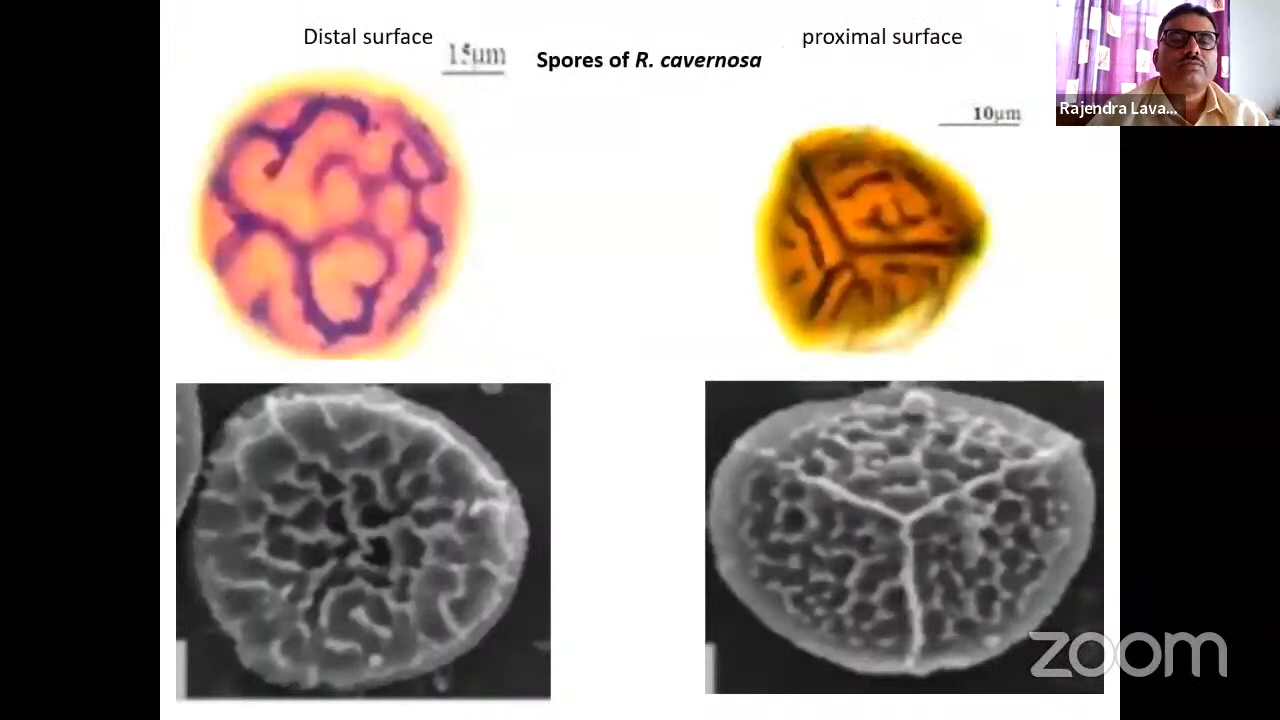 Distal surface
proximal surface
15μm
Spores of R. cavernosa
10μm
Rajendra Lava...
zoom